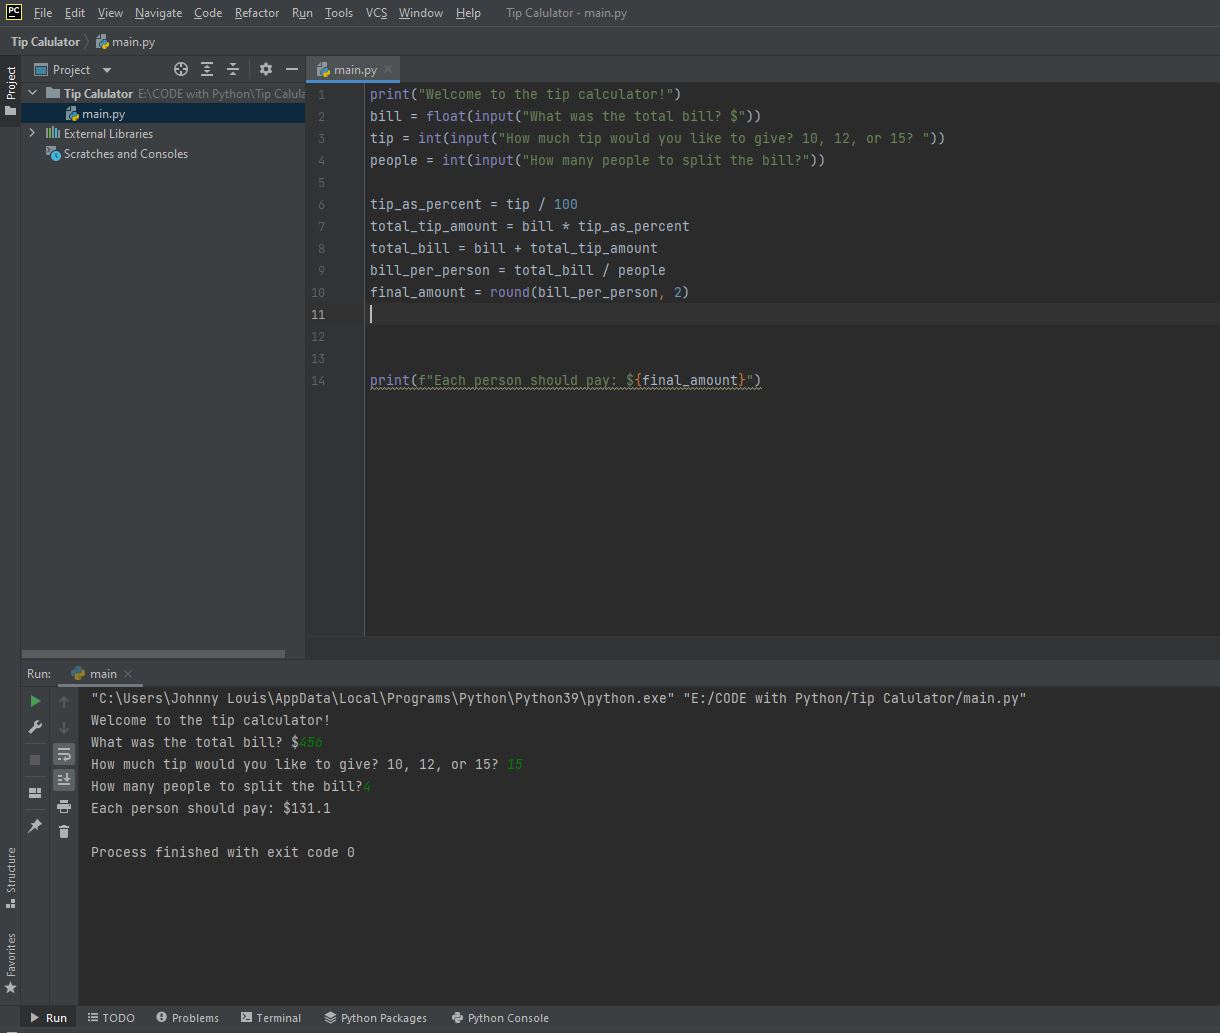 PC File Edit View Navigate Code Refactor Run Tools VCS Window Help Tip Calulator - main.py
Tip Calulator main.py
Project
Project
main.py
Tip Calulator E:\CODE with Python\Tip Calula
main.py
External Libraries
Scratches and Consoles
1 print("Welcome to the tip calculator!")
2 bill = float(input("What was the total bill? $"))
3 tip = int(input("How much tip would you like to give? 10, 12, or 15? "))
4 people = int(input("How many people to split the bill?"))
5
6 tip_as_percent = tip / 100
7 total_tip_amount = bill * tip_as_percent
8 total_bill = bill + total_tip_amount
9 bill_per_person = total_bill / people
10 final_amount = round(bill_per_person, 2)
11
12
13
14 print(f"Each person should pay: ${final_amount}")
Run: main
"C:\Users\Johnny Louis\AppData\Local\Programs\Python\Python39\python.exe" "E:/CODE with Python/Tip Calulator/main.py"
Welcome to the tip calculator!
What was the total bill? $456
How much tip would you like to give? 10, 12, or 15? 15
How many people to split the bill?4
Each person should pay: $131.1
Process finished with exit code 0
Structure
Favorites
Run TODO Problems Terminal Python Packages Python Console